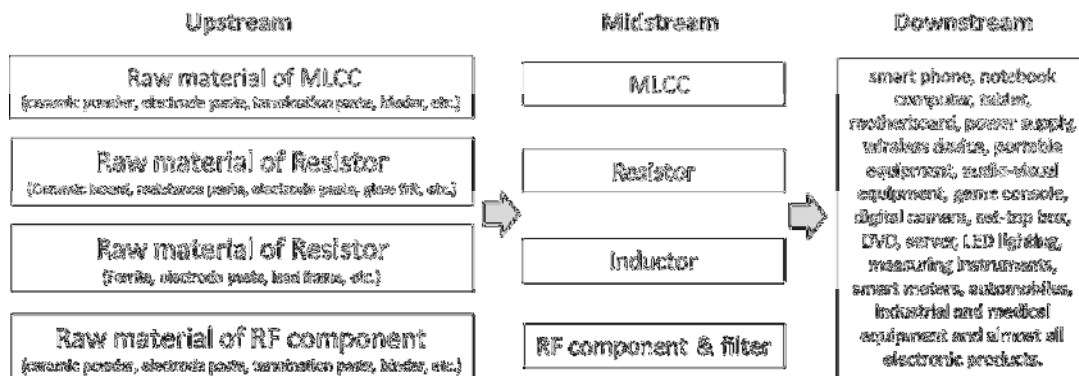 Upstream
Raw material of MLCC
(ceramic powder, electrode paste, termination paste, binder, etc.)
Raw material of Resistor
(Ceramic board, resistance paste, electrode paste, glass frit, etc.)
Raw material of Resistor
(Ferrite, electrode paste, lead frame, etc.)
Raw material of RF component
(ceramic powder, electrode paste, termination paste, binder, etc.)
Midstream
MLCC
Resistor
Inductor
RF component & filter
Downstream
smart phone, notebook
computer, tablet,
motherboard, power supply,
wireless device, portable
equipment, audio-visual
equipment, game console,
digital camera, set-top box,
DVD, server, LED lighting,
measuring instruments,
smart meters, automobiles,
industrial and medical
equipment and almost all
electronic products.